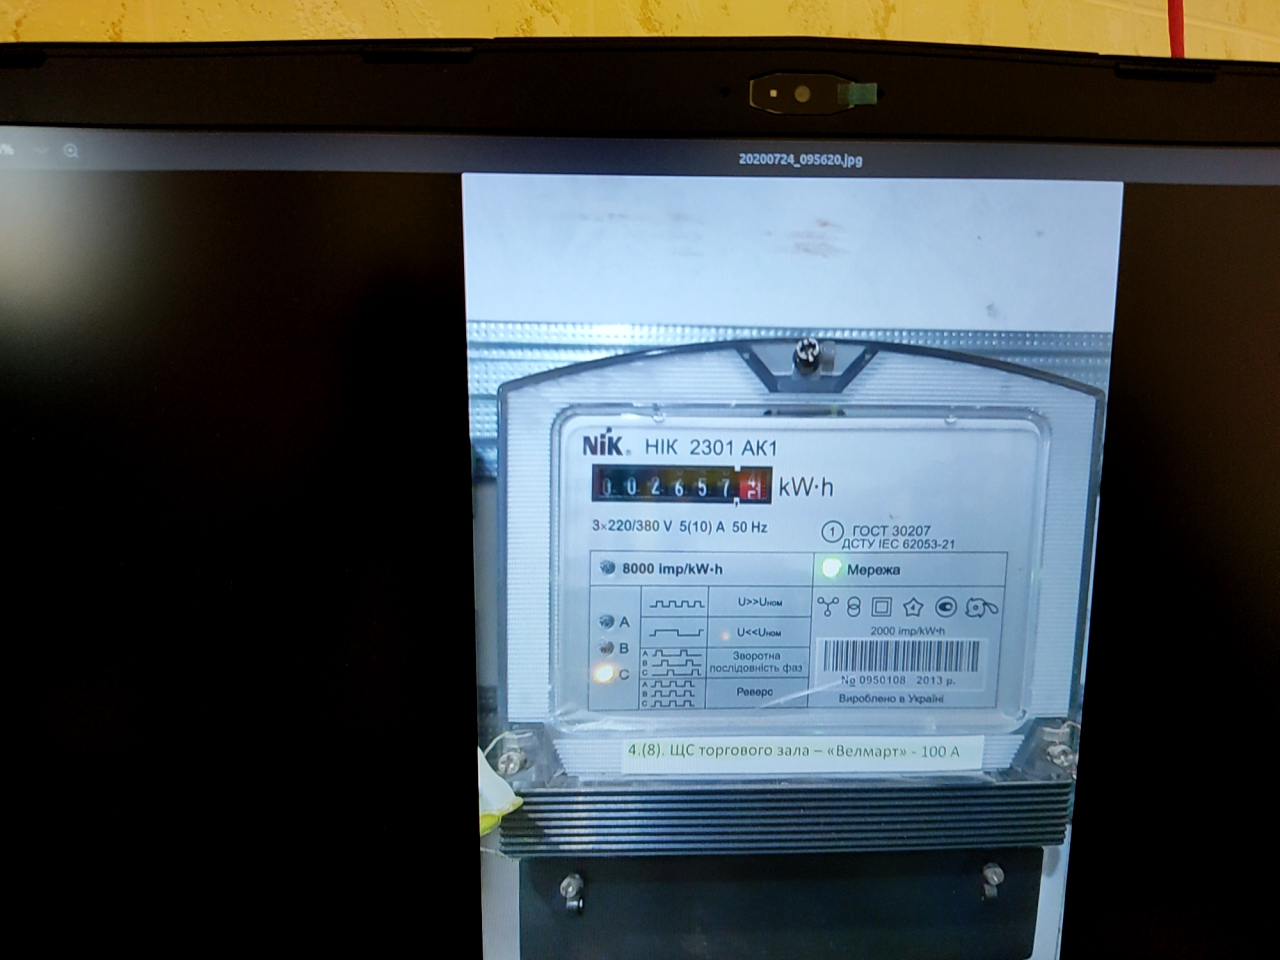 20200724_095620.jpg
NiK® НІК 2301 АК1
002657 kW·h
3×220/380 V 5(10) A 50 Hz
1 ГОСТ 30207
ДСТУ IEC 62053-21
8000 imp/kW·h
Мережа
A
B
C
U>>Uном
U<<Uном
A
B
C
Зворотна
послідовність фаз
A
B
C
Реверс
4
2000 imp/kW·h
№ 0950108 2013 р.
Вироблено в Україні
4.(8). ЩС торгового зала – «Велмарт» - 100 А